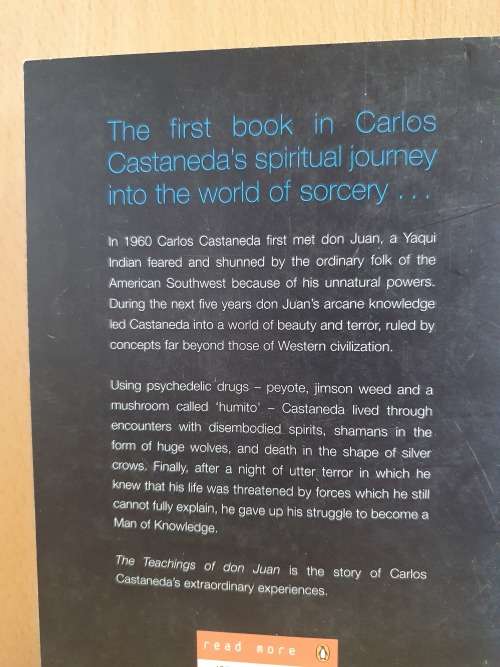 The first book in Carlos
Castaneda's spiritual journey
into the world of sorcery . . .
In 1960 Carlos Castaneda first met don Juan, a Yaqui
Indian feared and shunned by the ordinary folk of the
American Southwest because of his unnatural powers.
During the next five years don Juan's arcane knowledge
led Castaneda into a world of beauty and terror, ruled by
concepts far beyond those of Western civilization.
Using psychedelic drugs – peyote, jimson weed and a
mushroom called 'humito' – Castaneda lived through
encounters with disembodied spirits, shamans in the
form of huge wolves, and death in the shape of silver
crows. Finally, after a night of utter terror in which he
knew that his life was threatened by forces which he still
cannot fully explain, he gave up his struggle to become a
Man of Knowledge.
The Teachings of don Juan is the story of Carlos
Castaneda's extraordinary experiences.
read more